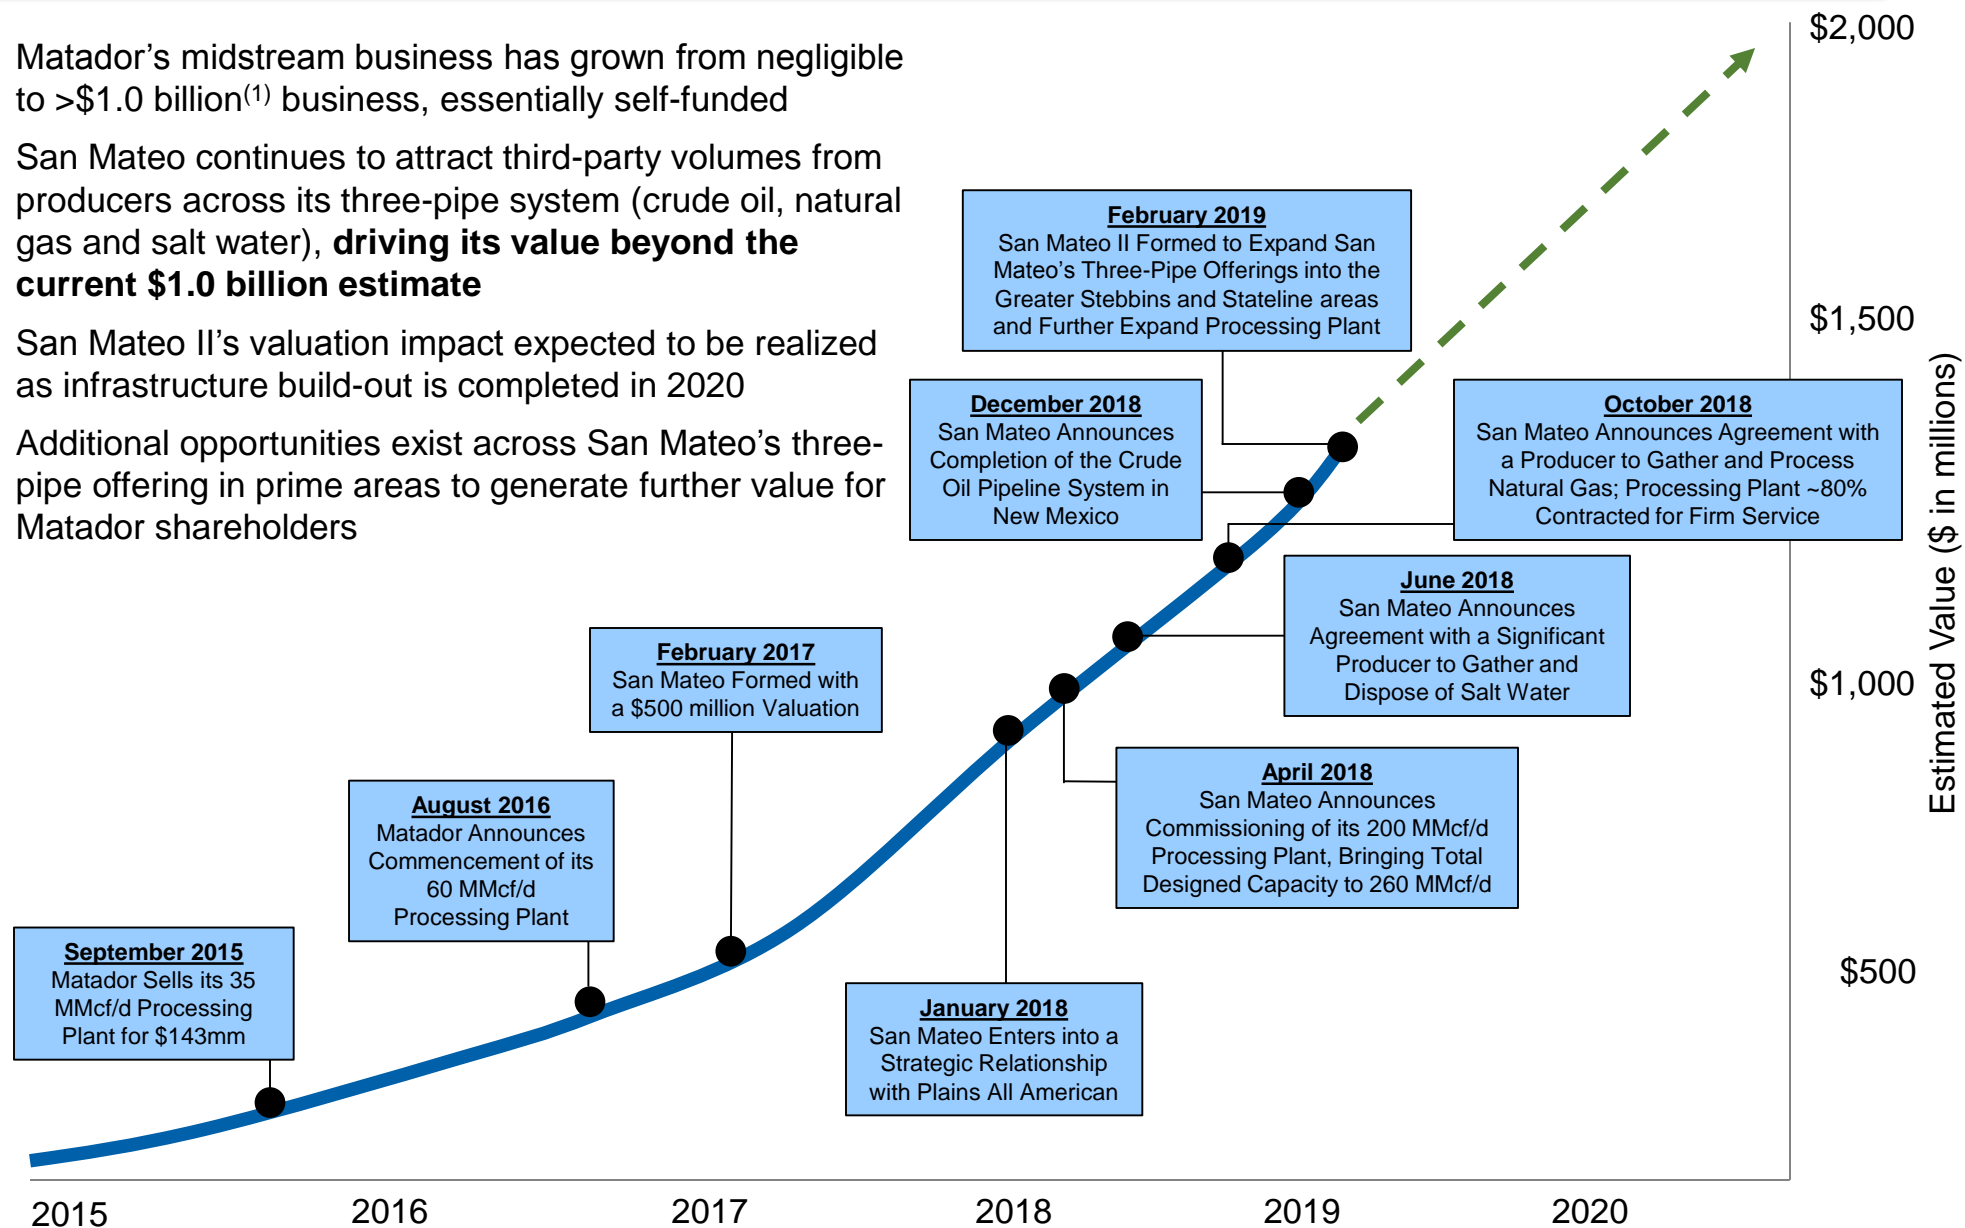 Matador’s midstream business has grown from negligible
to >$1.0 billion(1) business, essentially self-funded
San Mateo continues to attract third-party volumes from
producers across its three-pipe system (crude oil, natural
gas and salt water), driving its value beyond the
current $1.0 billion estimate
San Mateo II’s valuation impact expected to be realized
as infrastructure build-out is completed in 2020
Additional opportunities exist across San Mateo’s three-
pipe offering in prime areas to generate further value for
Matador shareholders
September 2015
Matador Sells its 35
MMcf/d Processing
Plant for $143mm
August 2016
Matador Announces
Commencement of its
60 MMcf/d
Processing Plant
February 2017
San Mateo Formed with
a $500 million Valuation
January 2018
San Mateo Enters into a
Strategic Relationship
with Plains All American
April 2018
San Mateo Announces
Commissioning of its 200 MMcf/d
Processing Plant, Bringing Total
Designed Capacity to 260 MMcf/d
June 2018
San Mateo Announces
Agreement with a Significant
Producer to Gather and
Dispose of Salt Water
October 2018
San Mateo Announces Agreement with
a Producer to Gather and Process
Natural Gas; Processing Plant ~80%
Contracted for Firm Service
December 2018
San Mateo Announces
Completion of the Crude
Oil Pipeline System in
New Mexico
February 2019
San Mateo II Formed to Expand San
Mateo’s Three-Pipe Offerings into the
Greater Stebbins and Stateline areas
and Further Expand Processing Plant
$2,000
$1,500
$1,000
$500
Estimated Value ($ in millions)
2015
2016
2017
2018
2019
2020